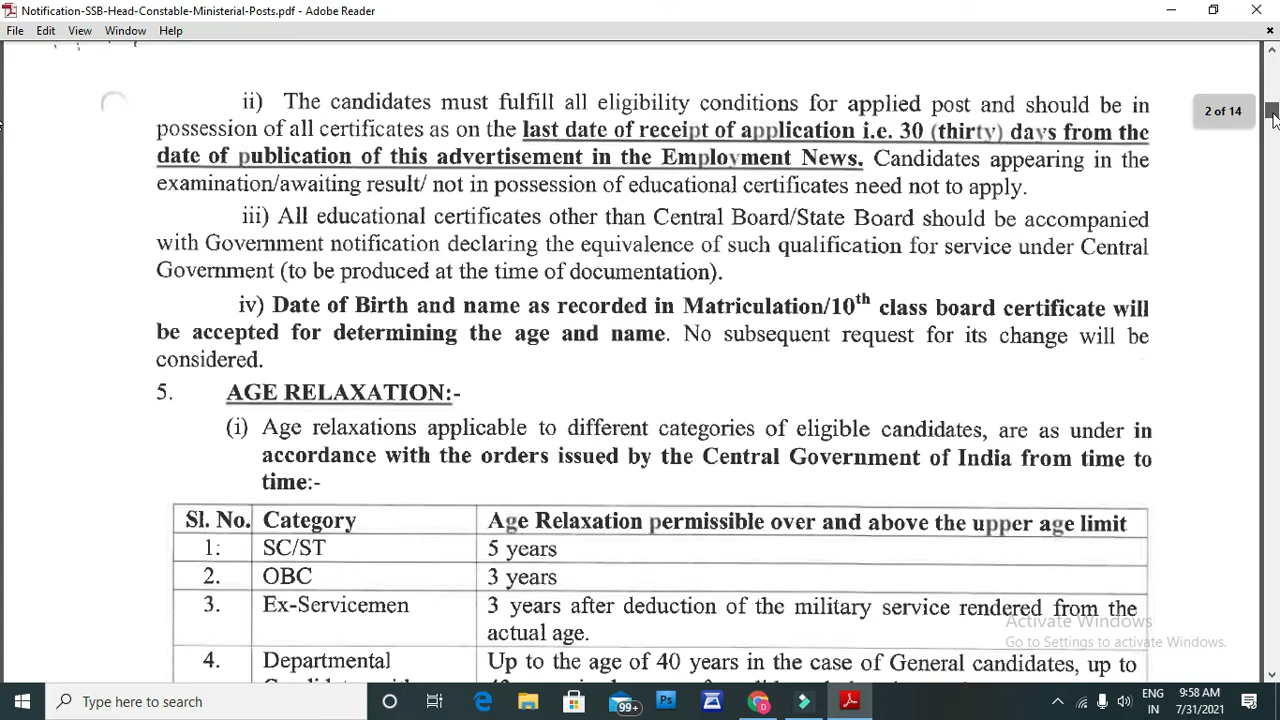 Notification-SSB-Head-Constable-Ministerial-Posts.pdf - Adobe Reader
File Edit View Window Help
ii) The candidates must fulfill all eligibility conditions for applied post and should be in
possession of all certificates as on the last date of receipt of application i.e. 30 (thirty) days from the
date of publication of this advertisement in the Employment News. Candidates appearing in the
examination/awaiting result/ not in possession of educational certificates need not to apply.
2 of 14
iii) All educational certificates other than Central Board/State Board should be accompanied
with Government notification declaring the equivalence of such qualification for service under Central
Government (to be produced at the time of documentation).
iv) Date of Birth and name as recorded in Matriculation/10th class board certificate will
be accepted for determining the age and name. No subsequent request for its change will be
considered.
5. AGE RELAXATION:-
(i) Age relaxations applicable to different categories of eligible candidates, are as under in
accordance with the orders issued by the Central Government of India from time to
time:-
Sl. No. Category Age Relaxation permissible over and above the upper age limit
1: SC/ST 5 years
2. OBC 3 years
3. Ex-Servicemen 3 years after deduction of the military service rendered from the
actual age.
4. Departmental Up to the age of 40 years in the case of General candidates, up to
Activate Windows
Go to Settings to activate Windows.
Type here to search
99+
Ps
ENG
IN
9:58 AM
7/31/2021